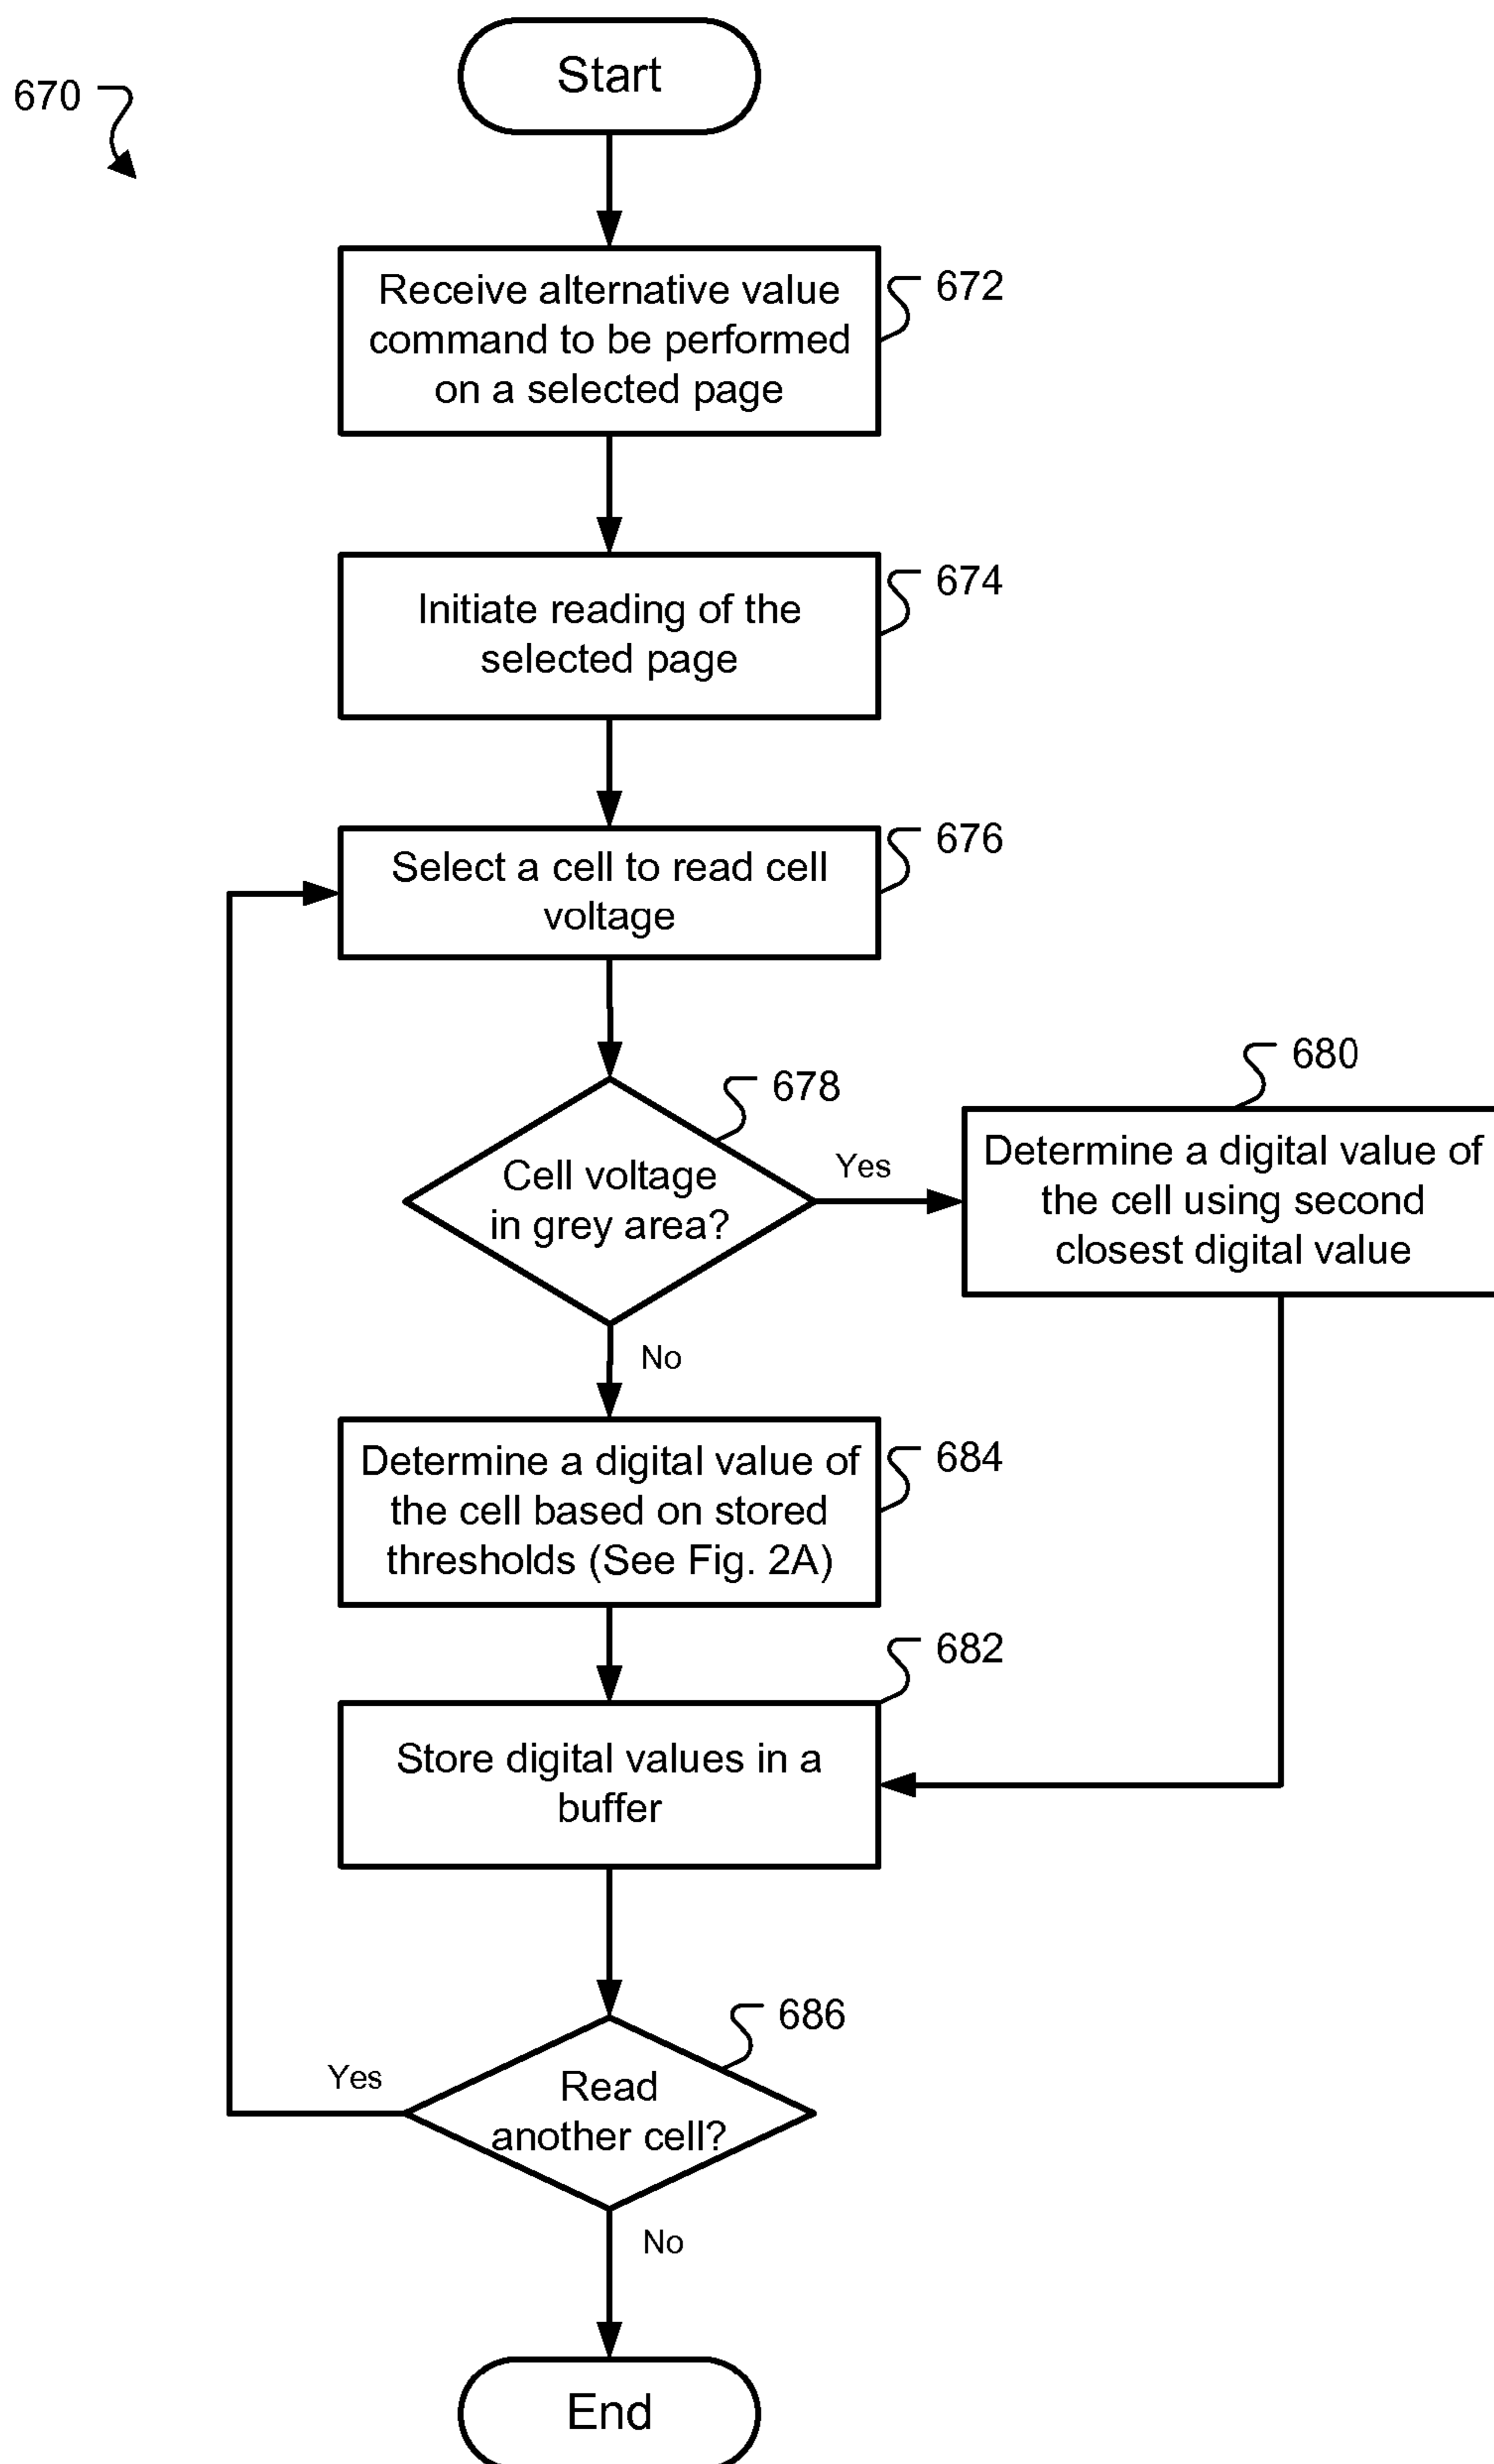 Start
670
Receive alternative value
command to be performed
on a selected page
672
Initiate reading of the
selected page
674
Select a cell to read cell
voltage
676
Cell voltage
in grey area?
678
Yes
680
Determine a digital value of
the cell using second
closest digital value
No
Determine a digital value of
the cell based on stored
thresholds (See Fig. 2A)
684
682
Store digital values in a
buffer
686
Yes
Read
another cell?
No
End